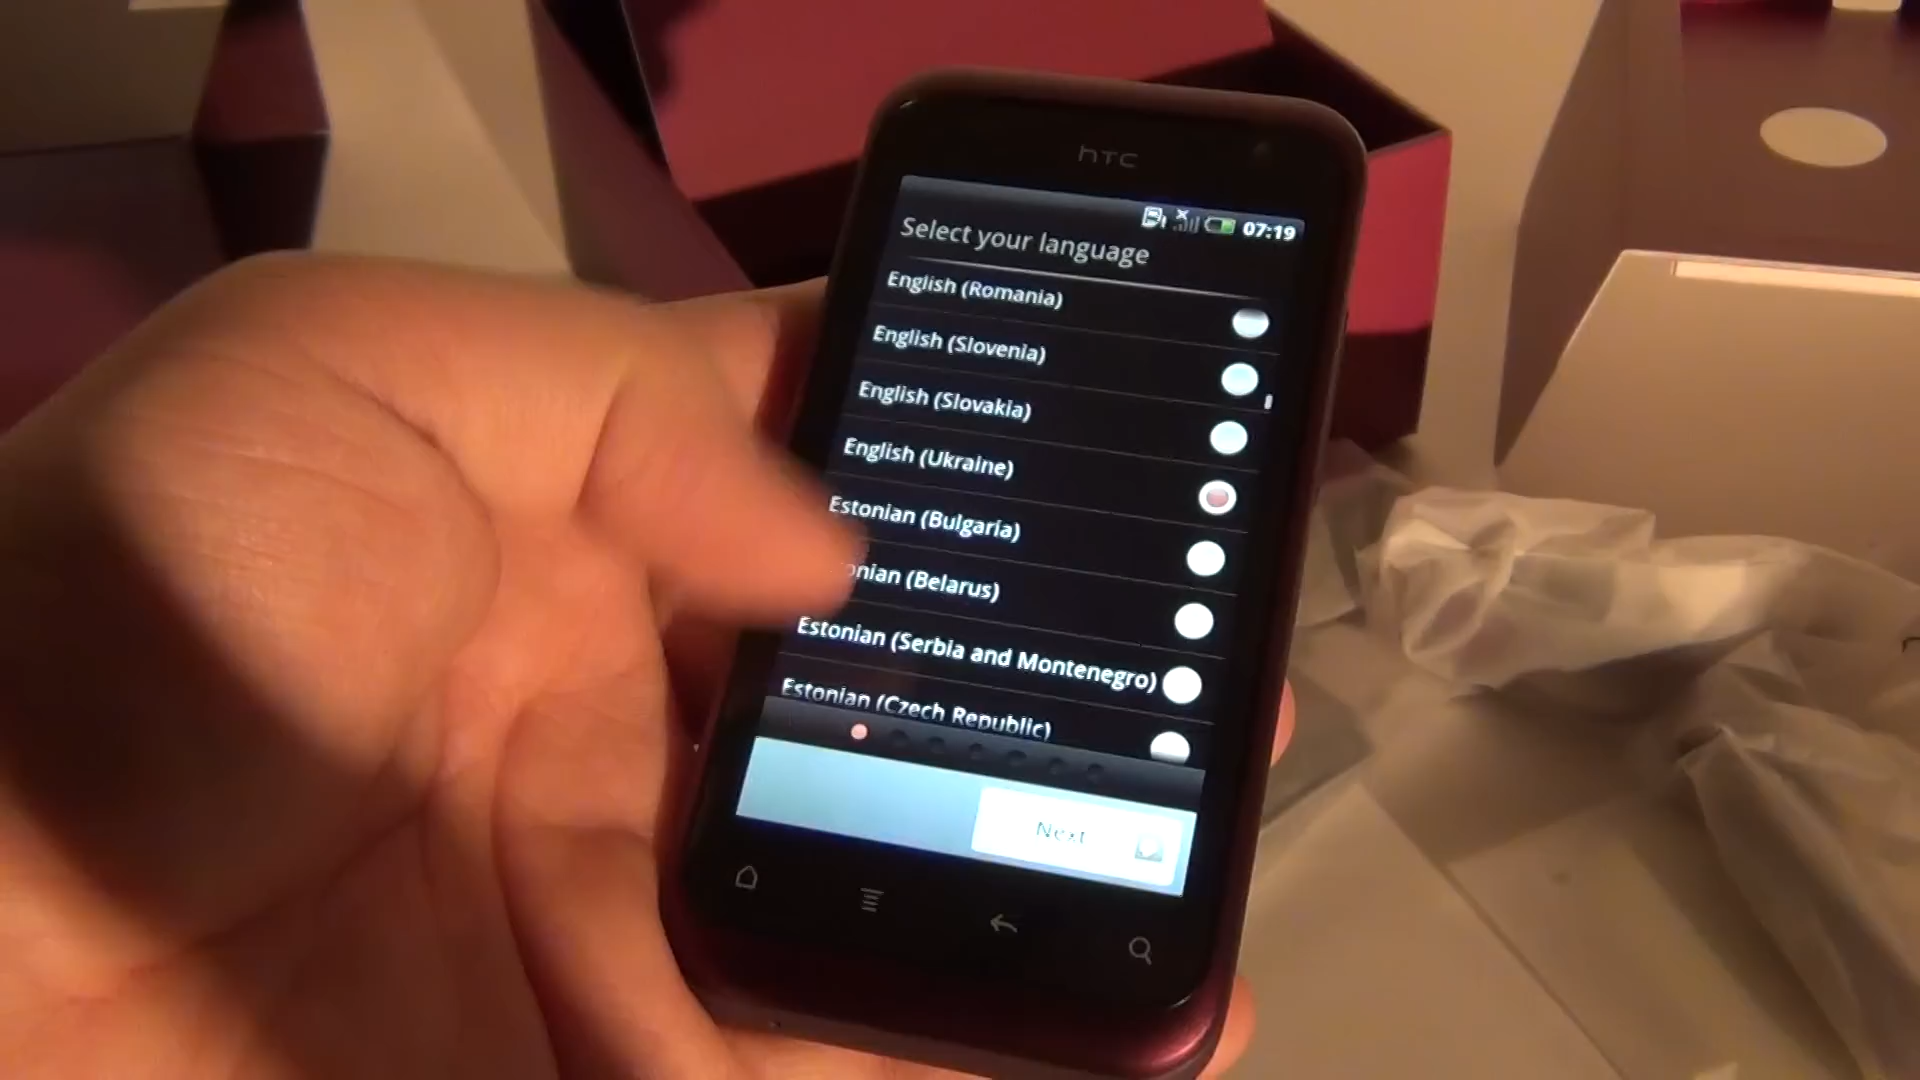 hTC
07:19
Select your language
English (Romania)
English (Slovenia)
English (Slovakia)
English (Ukraine)
Estonian (Bulgaria)
onian (Belarus)
Estonian (Serbia and Montenegro)
Estonian (Czech Republic)
Next